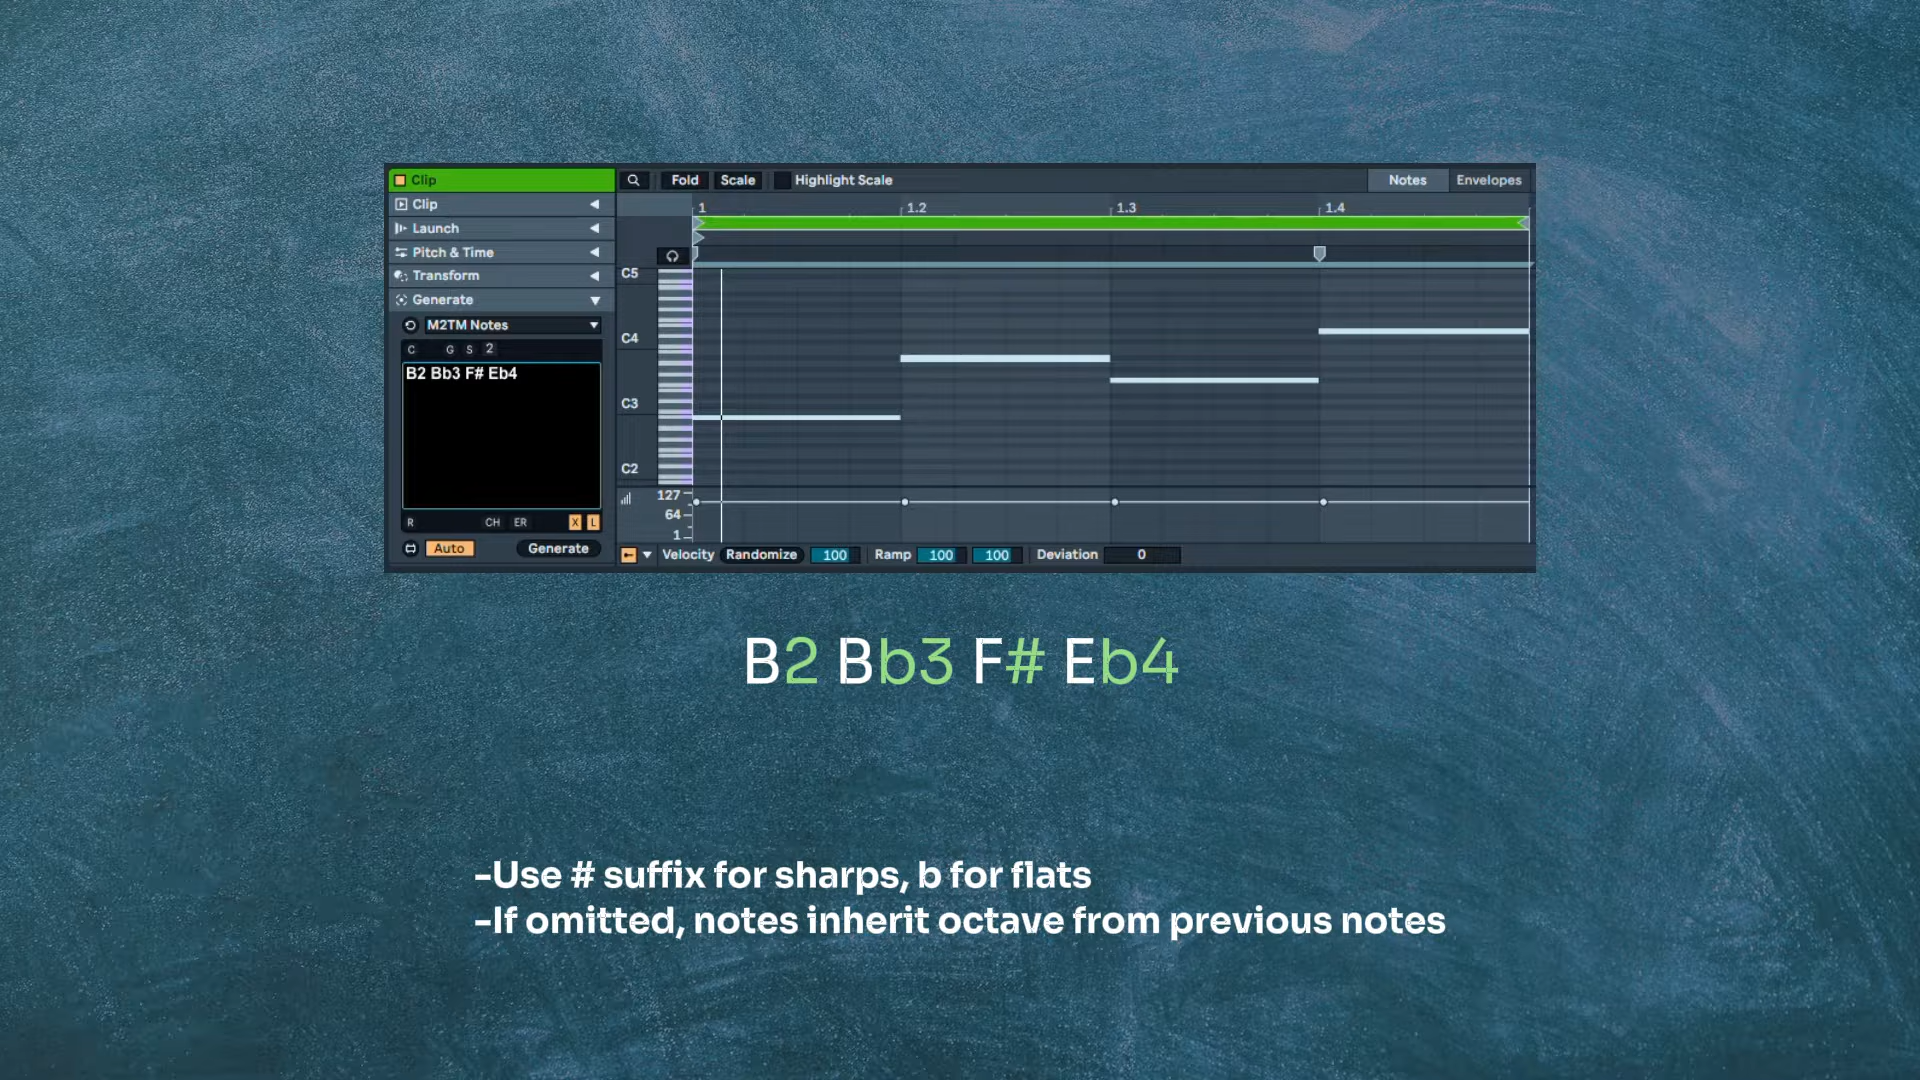 Clip
Fold Scale Highlight Scale Notes Envelopes
Clip
Launch
Pitch & Time
Transform
Generate
M2TM Notes
C G S 2
B2 Bb3 F# Eb4
R CH ER X L
Auto Generate
1 1.2 1.3 1.4
C5
C4
C3
C2
127
64
1
Velocity Randomize 100 Ramp 100 100 Deviation 0
B2 Bb3 F# Eb4
-Use # suffix for sharps, b for flats
-If omitted, notes inherit octave from previous notes